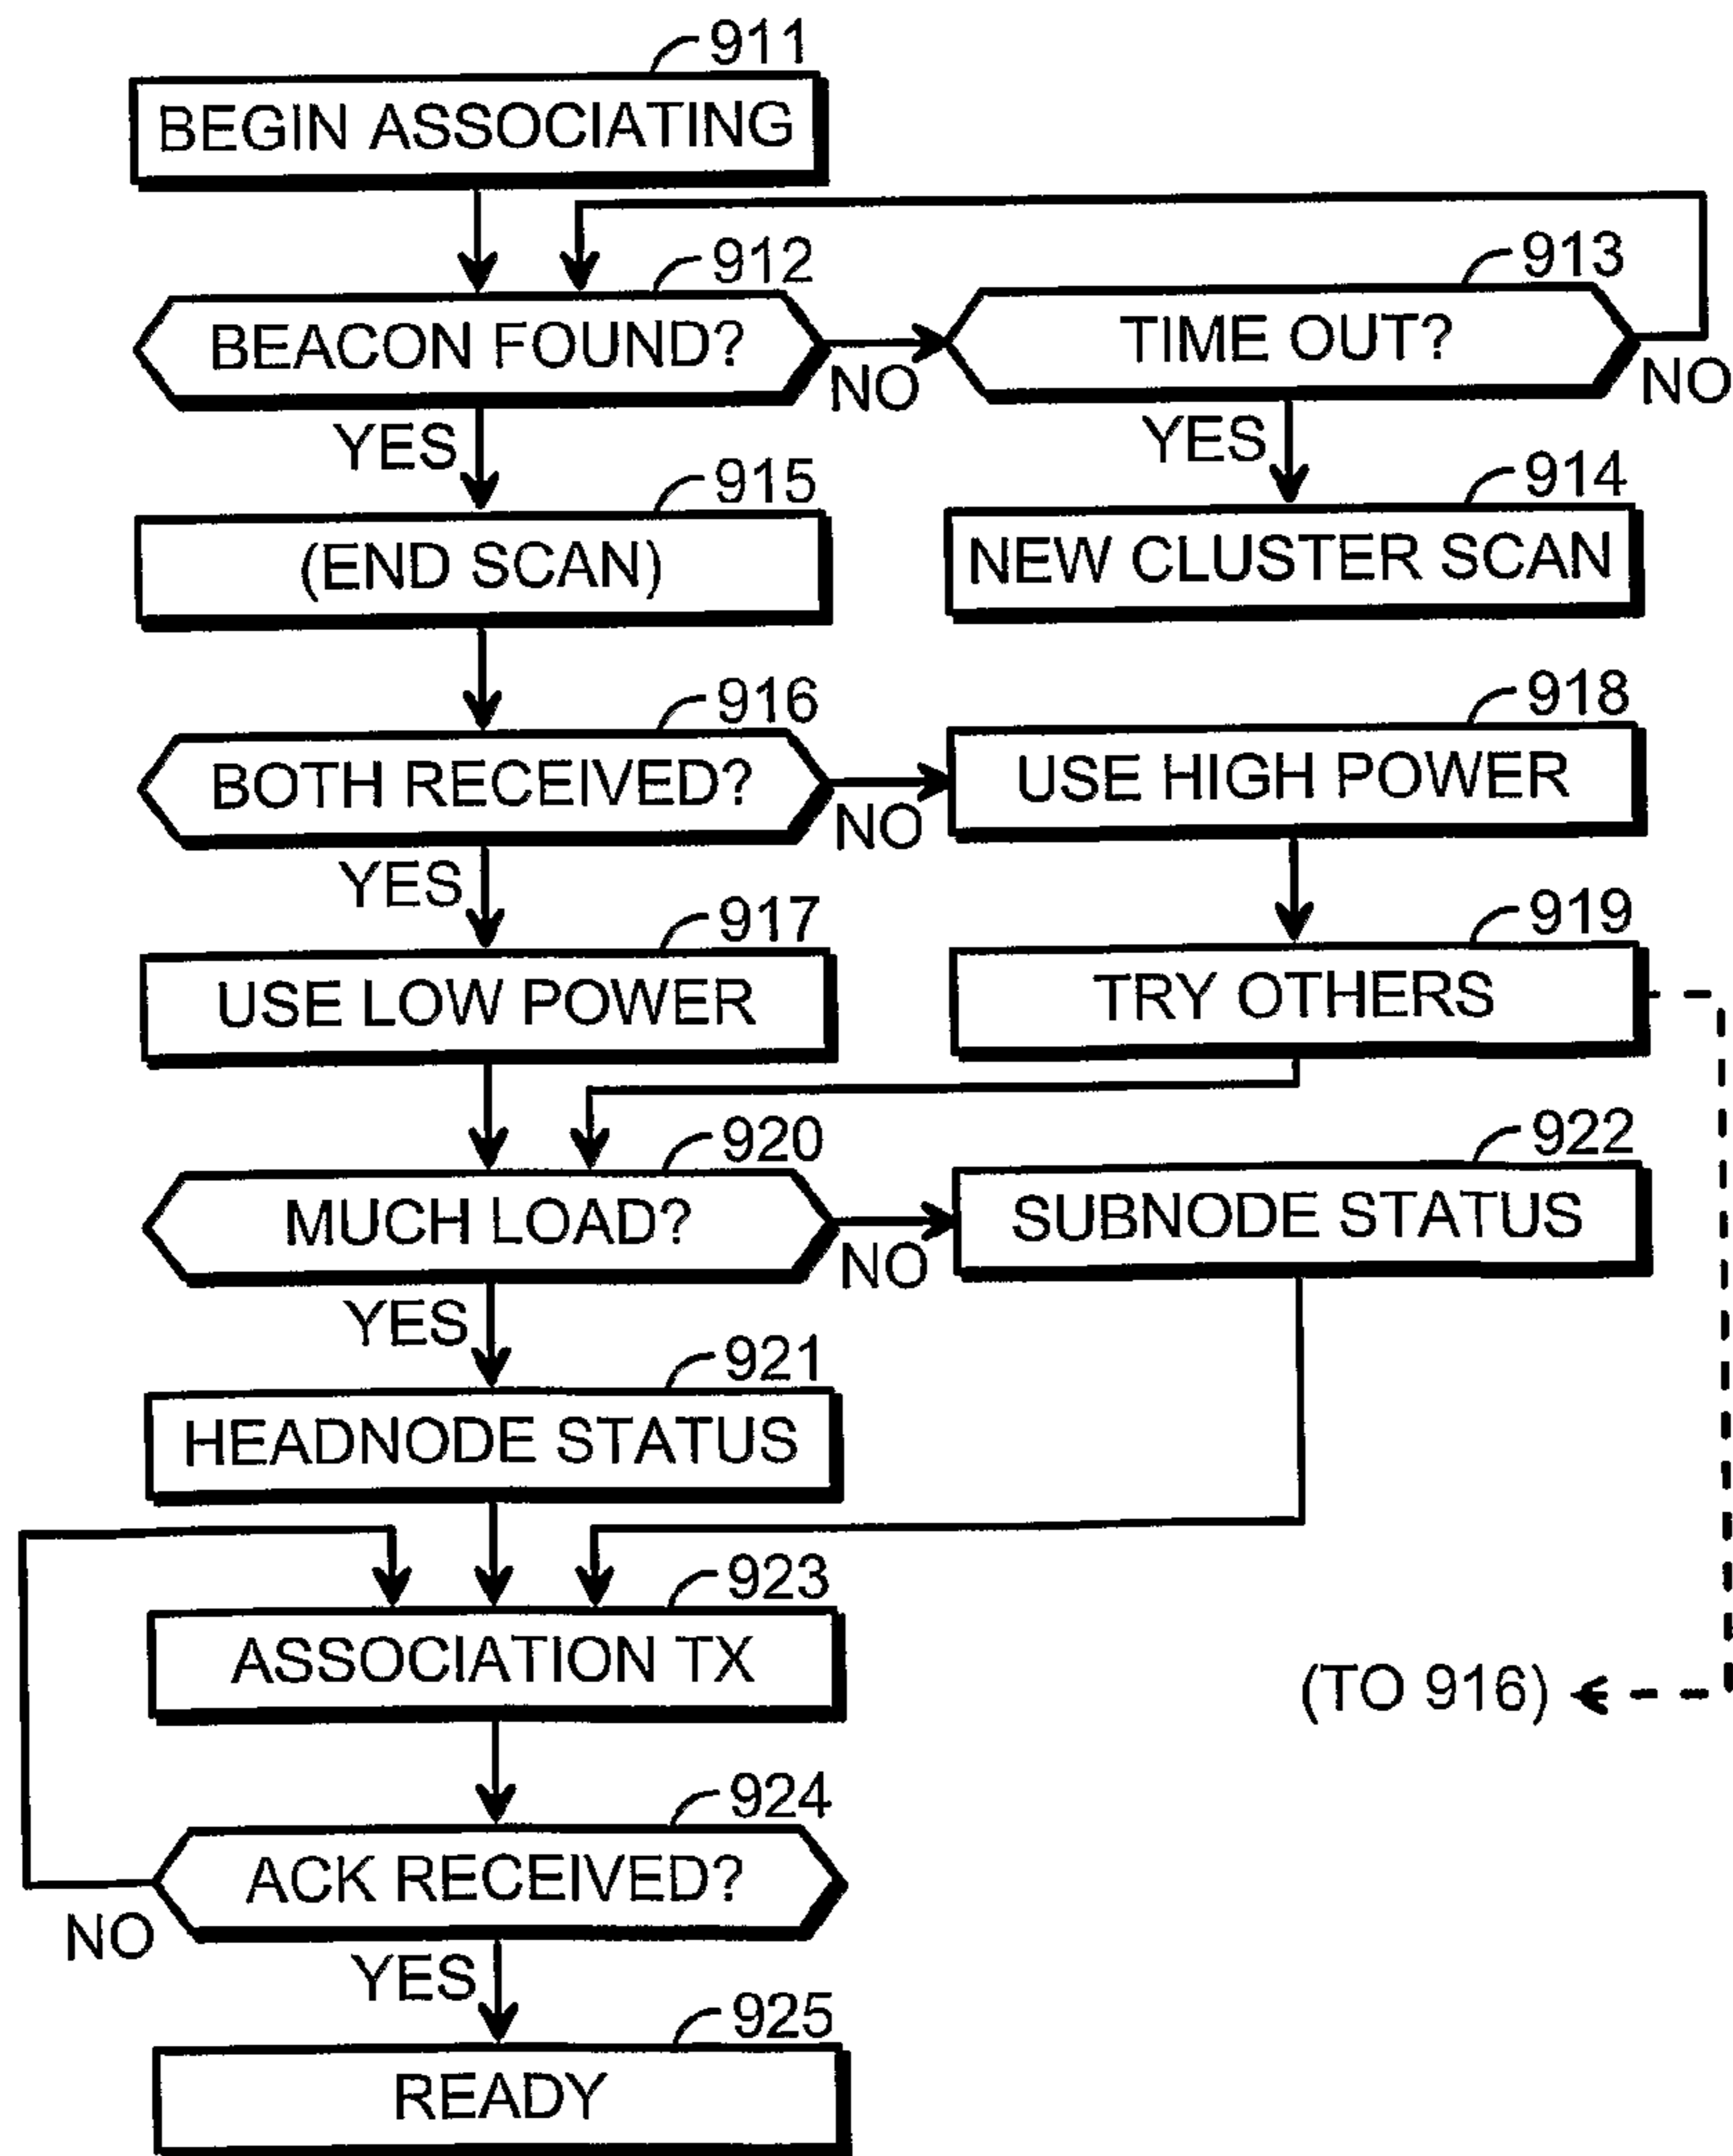 911
BEGIN ASSOCIATING
912
BEACON FOUND?
NO
913
TIME OUT?
NO
YES
YES
915
(END SCAN)
914
NEW CLUSTER SCAN
916
BOTH RECEIVED?
NO
918
USE HIGH POWER
YES
917
USE LOW POWER
919
TRY OTHERS
920
MUCH LOAD?
NO
922
SUBNODE STATUS
YES
921
HEADNODE STATUS
923
ASSOCIATION TX
(TO 916)
924
ACK RECEIVED?
NO
YES
925
READY